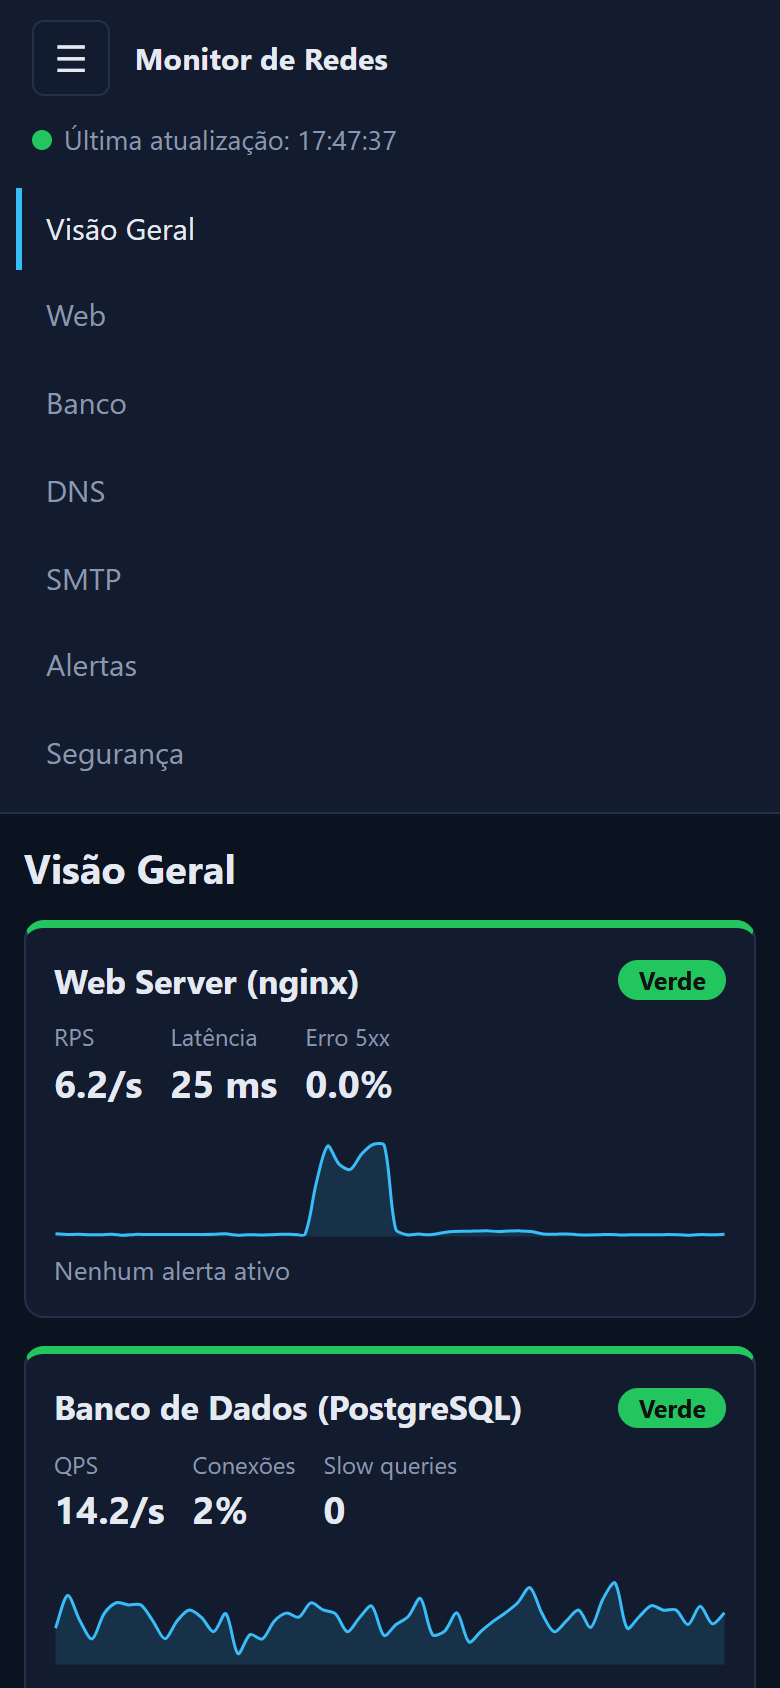 Monitor de Redes
Última atualização: 17:47:37
Visão Geral
Web
Banco
DNS
SMTP
Alertas
Segurança
Visão Geral
Web Server (nginx) Verde
RPS Latência Erro 5xx
6.2/s 25 ms 0.0%
Nenhum alerta ativo
Banco de Dados (PostgreSQL) Verde
QPS Conexões Slow queries
14.2/s 2% 0